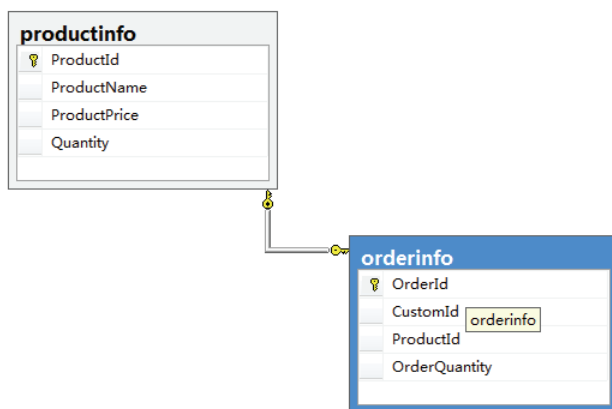 productinfo
ProductId
ProductName
ProductPrice
Quantity
orderinfo
OrderId
CustomId
orderinfo
ProductId
OrderQuantity